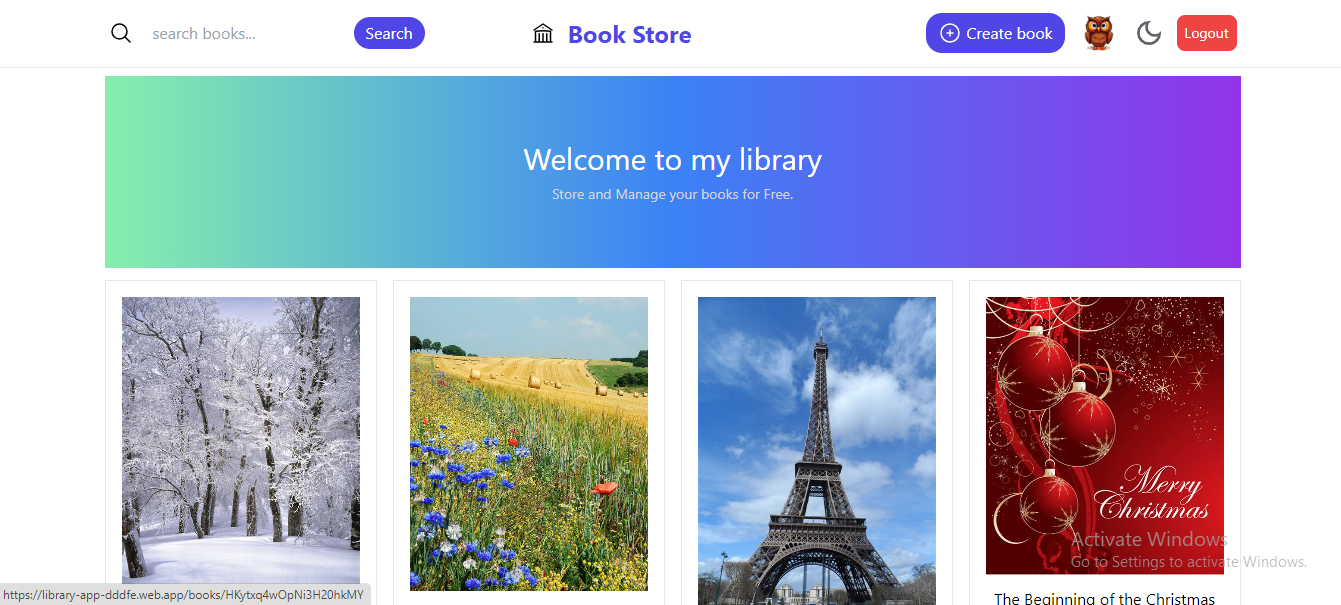 search books...
Search
Book Store
Create book
Logout
Welcome to my library
Store and Manage your books for Free.
Merry
Christmas
Activate Windows
Go to Settings to activate Windows.
https://library-app-dddfe.web.app/books/HKytxq4wOpNi3H20hkMY
The Beginning of the Christmas